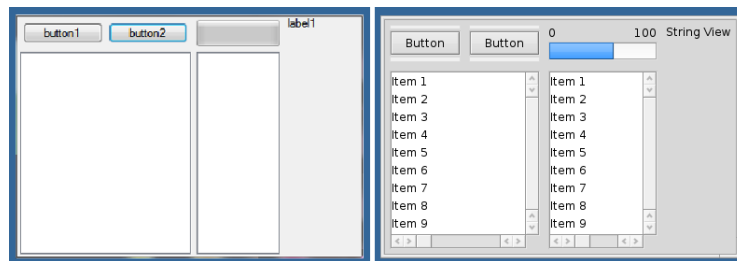 button1 button2 label1
Button Button 0 100 String View
Item 1 Item 1
Item 2 Item 2
Item 3 Item 3
Item 4 Item 4
Item 5 Item 5
Item 6 Item 6
Item 7 Item 7
Item 8 Item 8
Item 9 Item 9